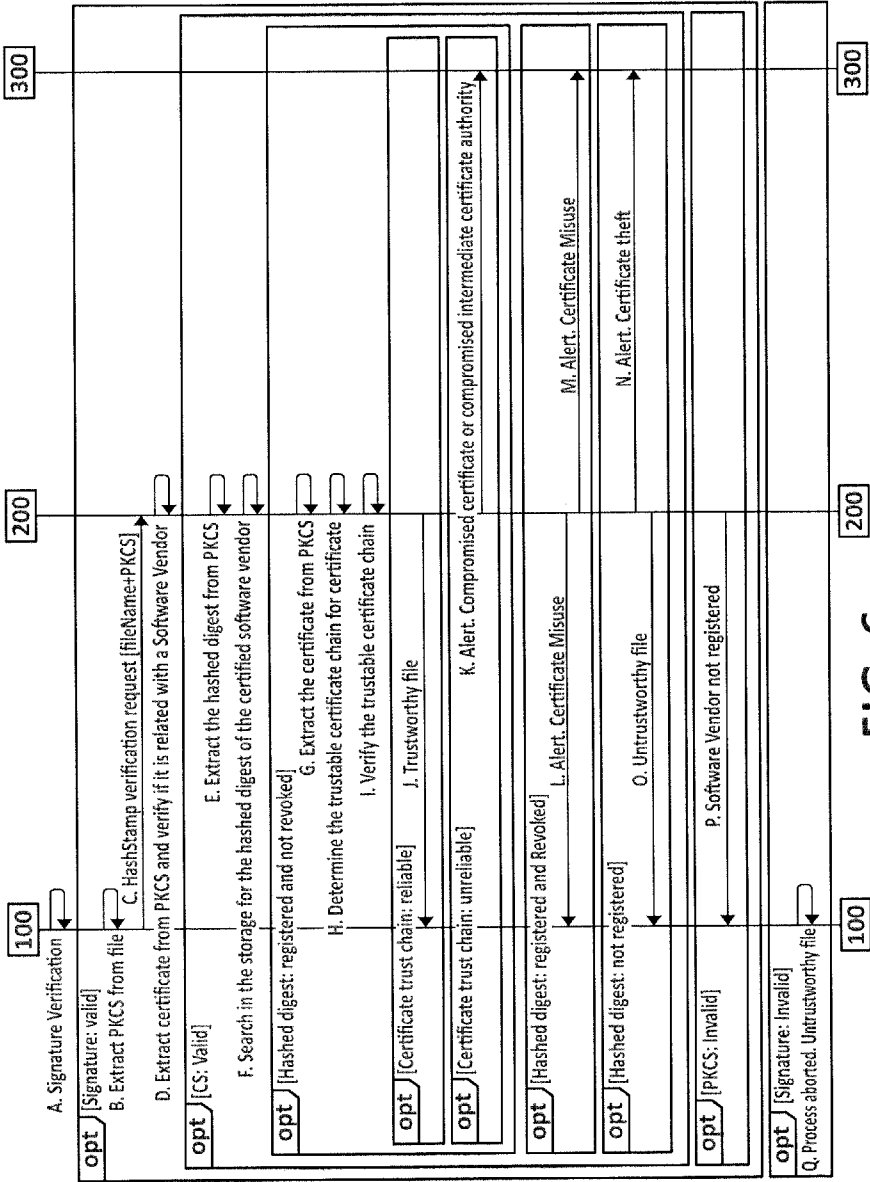 100
200
300
A. Signature Verification
opt [Signature: valid]
B. Extract PKCS from file
C. HashStamp verification request [fileName+PKCS]
D. Extract certificate from PKCS and verify if it is related with a Software Vendor
opt [CS: Valid]
E. Extract the hashed digest from PKCS
F. Search in the storage for the hashed digest of the certified software vendor
opt [Hashed digest: registered and not revoked]
G. Extract the certificate from PKCS
H. Determine the trustable certificate chain for certificate
I. Verify the trustable certificate chain
opt [Certificate trust chain: reliable]
J. Trustworthy file
opt [Certificate trust chain: unreliable]
K. Alert. Compromised certificate or compromised intermediate certificate authority
opt [Hashed digest: registered and Revoked]
L. Alert. Certificate Misuse
M. Alert. Certificate Misuse
opt [Hashed digest: not registered]
N. Alert. Certificate theft
O. Untrustworthy file
opt [PKCS: Invalid]
P. Software Vendor not registered
opt [Signature: Invalid]
Q. Process aborted. Untrustworthy file
100
200
300